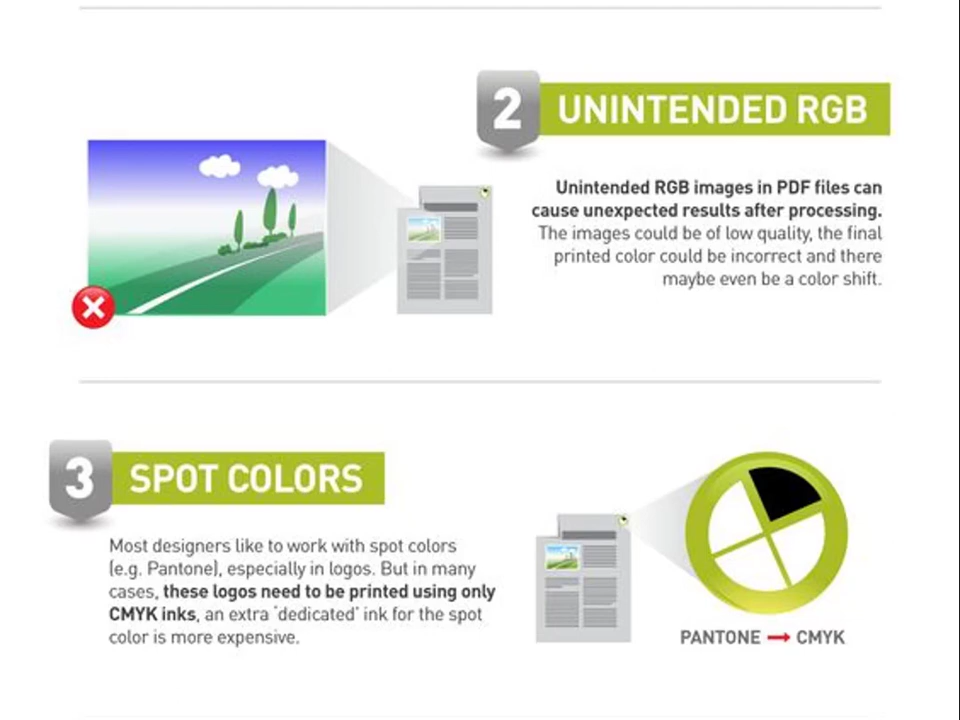 2 UNINTENDED RGB
Unintended RGB images in PDF files can
cause unexpected results after processing.
The images could be of low quality, the final
printed color could be incorrect and there
maybe even be a color shift.
3 SPOT COLORS
Most designers like to work with spot colors
(e.g. Pantone), especially in logos. But in many
cases, these logos need to be printed using only
CMYK inks, an extra ‘dedicated’ ink for the spot
color is more expensive.
PANTONE → CMYK